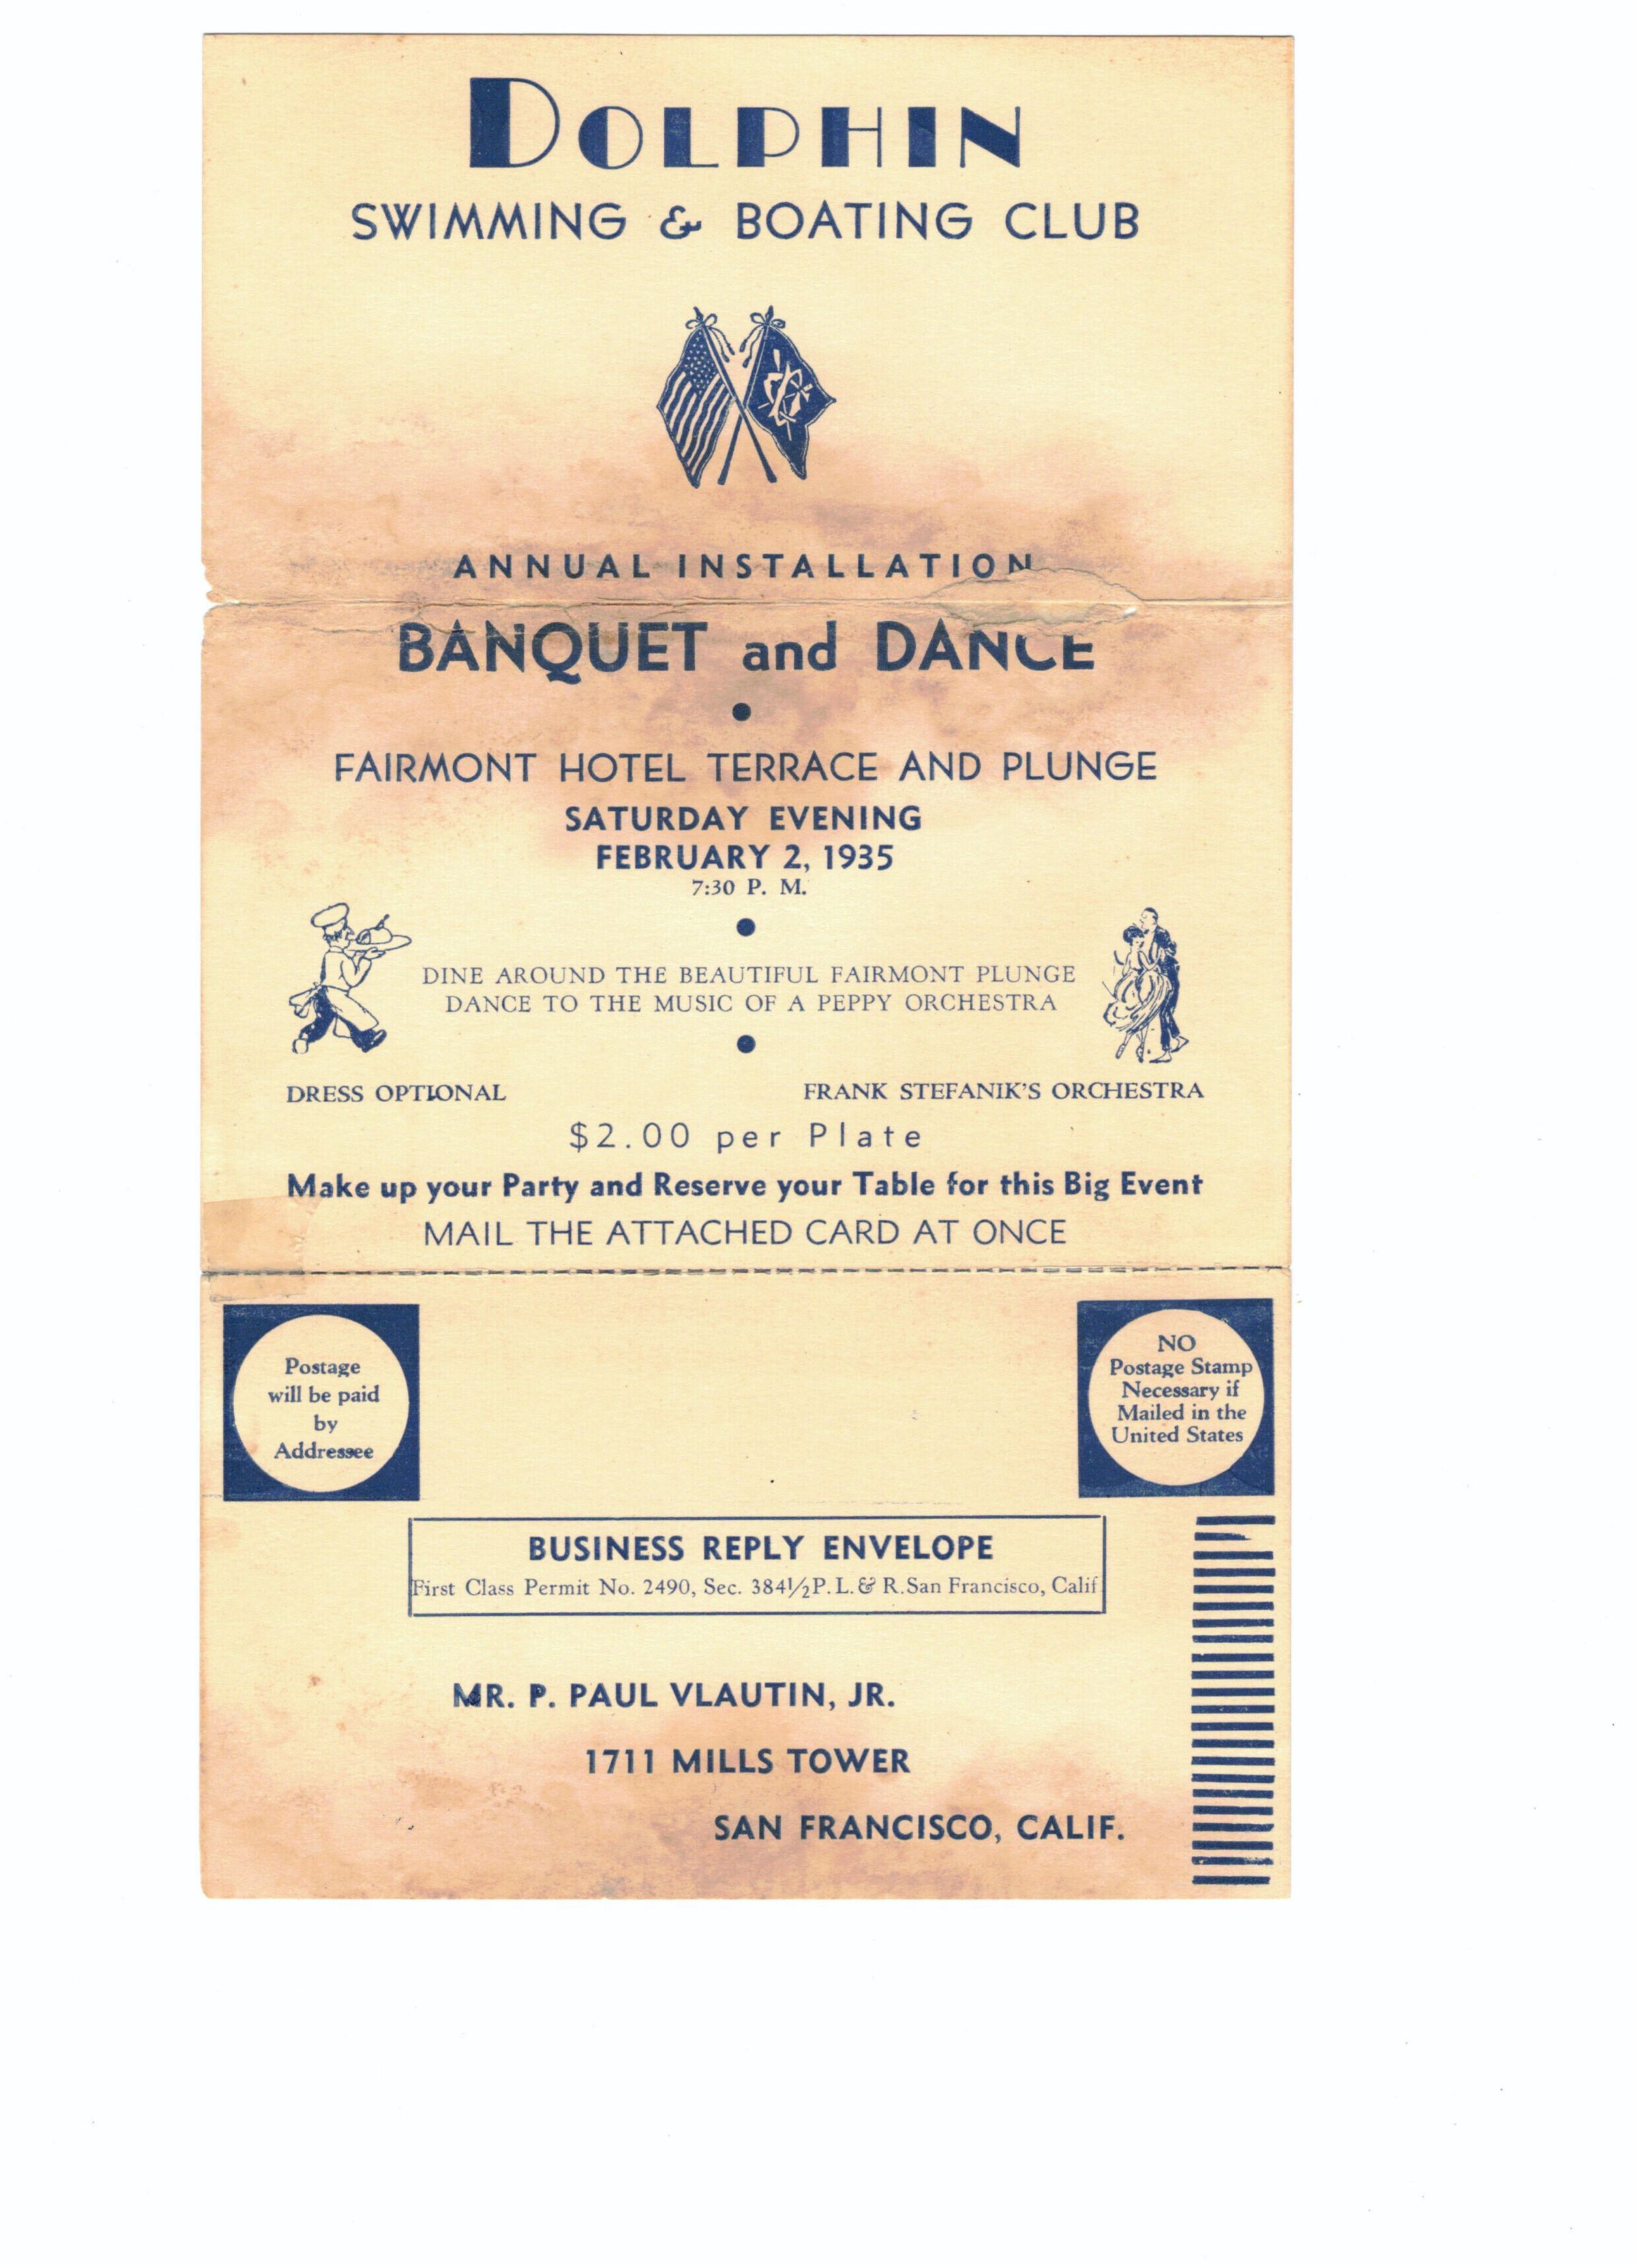 DOLPHIN
SWIMMING & BOATING CLUB
ANNUAL INSTALLATION
BANQUET and DANCE
FAIRMONT HOTEL TERRACE AND PLUNGE
SATURDAY EVENING
FEBRUARY 2, 1935
7:30 P. M.
DINE AROUND THE BEAUTIFUL FAIRMONT PLUNGE
DANCE TO THE MUSIC OF A PEPPY ORCHESTRA
DRESS OPTIONAL
FRANK STEFANIK'S ORCHESTRA
$2.00 per Plate
Make up your Party and Reserve your Table for this Big Event
MAIL THE ATTACHED CARD AT ONCE
Postage
will be paid
by
Addressee
NO
Postage Stamp
Necessary if
Mailed in the
United States
BUSINESS REPLY ENVELOPE
First Class Permit No. 2490, Sec. 384½ P. L. & R. San Francisco, Calif
MR. P. PAUL VLAUTIN, JR.
1711 MILLS TOWER
SAN FRANCISCO, CALIF.